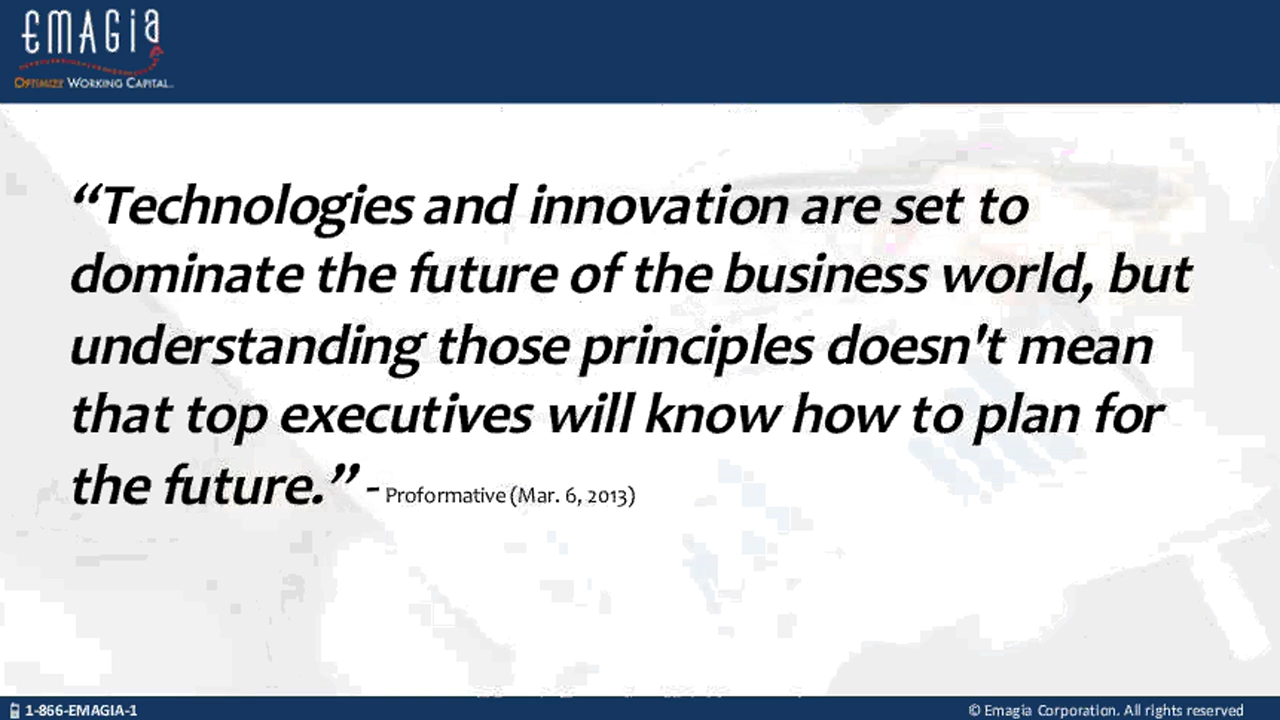 EMAGia
OPTIMIZE WORKING CAPITAL
“Technologies and innovation are set to
dominate the future of the business world, but
understanding those principles doesn't mean
that top executives will know how to plan for
the future.” - Proformative (Mar. 6, 2013)
1-866-EMAGIA-1
© Emagia Corporation. All rights reserved